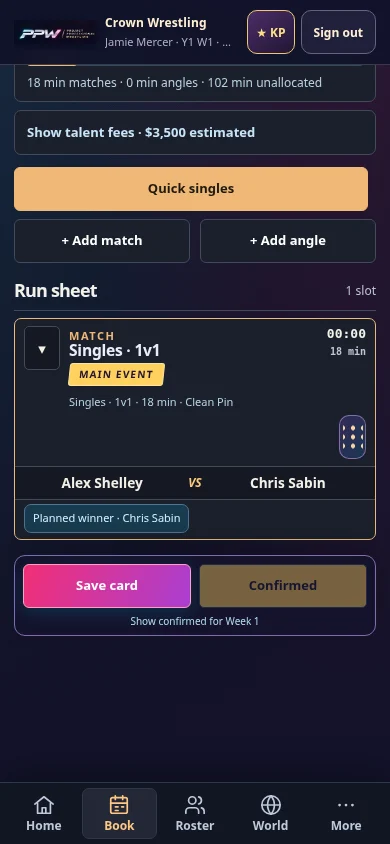 PPW
Crown Wrestling
Jamie Mercer · Y1 W1 · ...
★ KP
Sign out
18 min matches · 0 min angles · 102 min unallocated
Show talent fees · $3,500 estimated
Quick singles
+ Add match
+ Add angle
Run sheet
1 slot
MATCH
00:00
Singles · 1v1
18 min
MAIN EVENT
Singles · 1v1 · 18 min · Clean Pin
Alex Shelley VS Chris Sabin
Planned winner · Chris Sabin
Save card
Confirmed
Show confirmed for Week 1
Home
Book
Roster
World
More